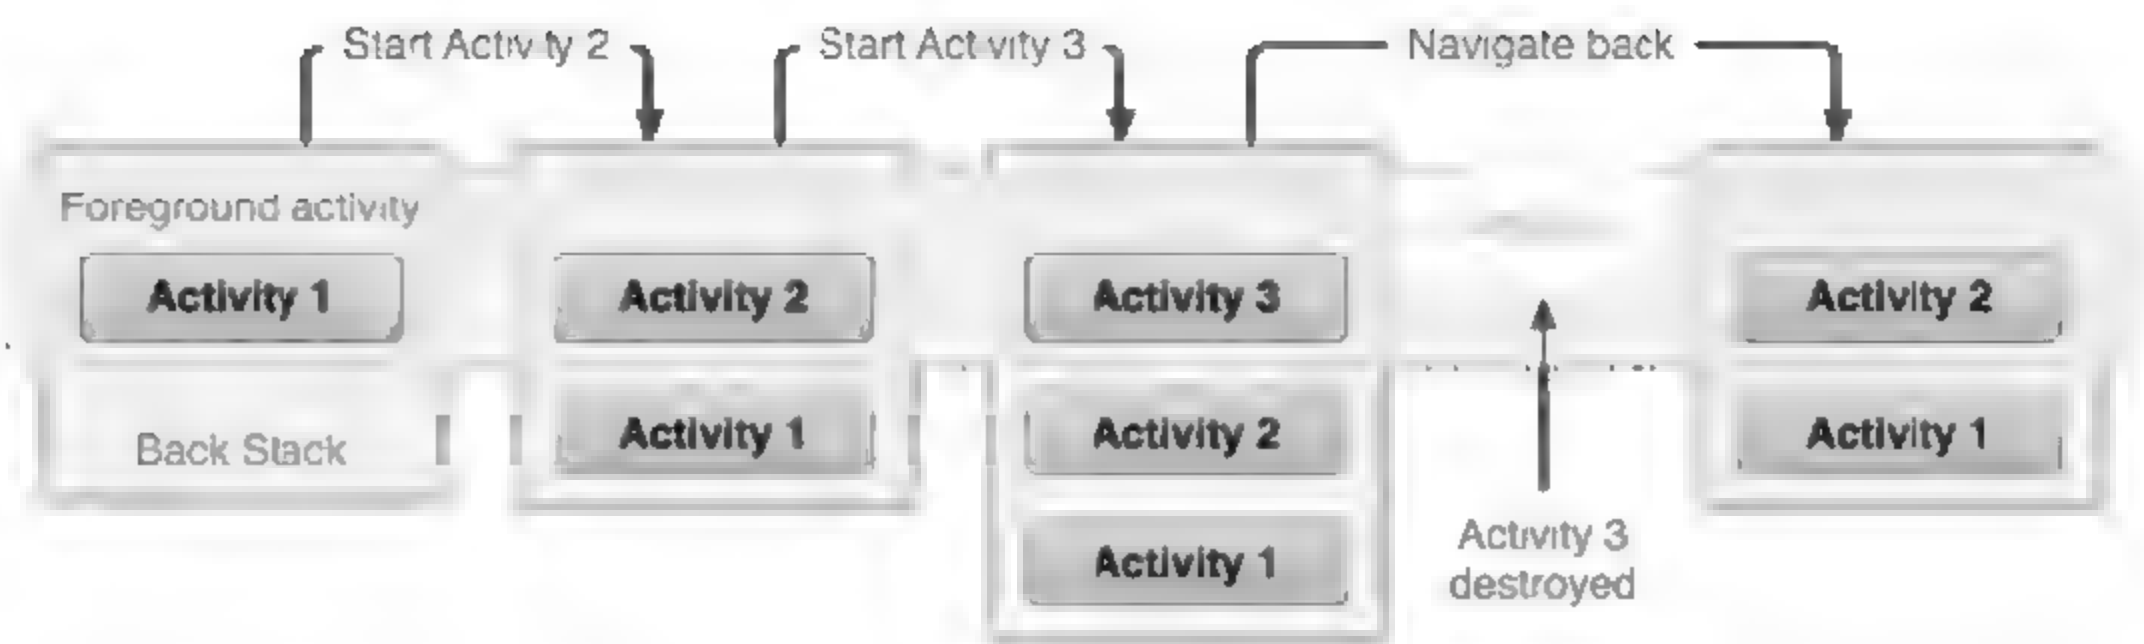 Start Activity 2
Start Activity 3
Navigate back
Foreground activity
Activity 1
Activity 2
Activity 3
Activity 2
Back Stack
Activity 1
Activity 2
Activity 1
Activity 1
Activity 3
destroyed